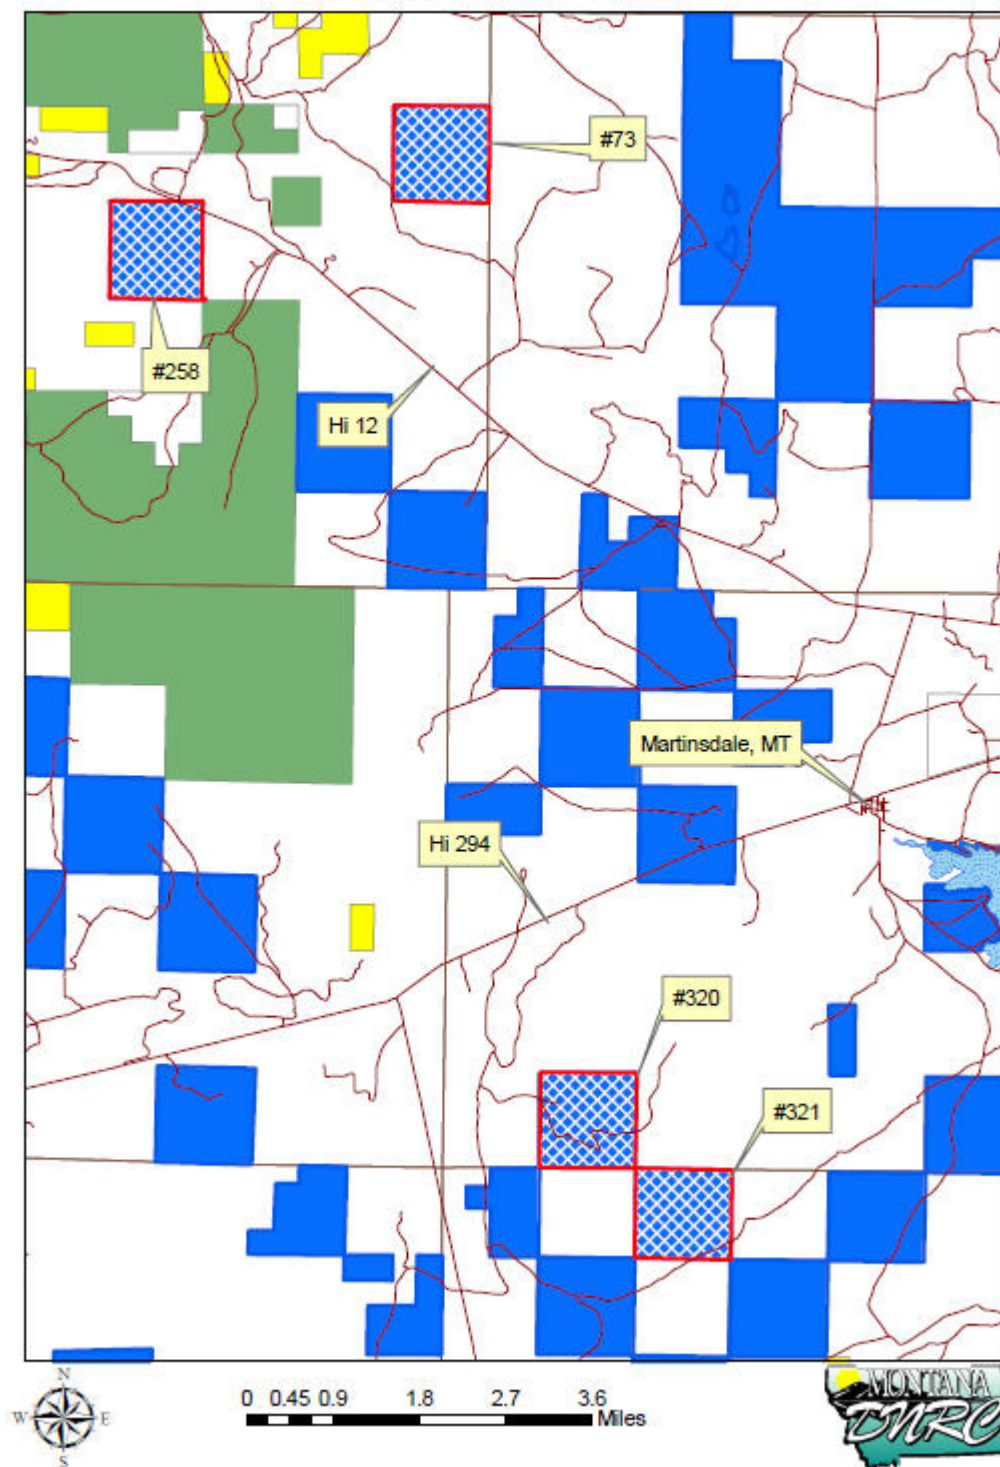 #73
#258
Hi 12
Martinsdale, MT
Hi 294
#320
#321
N
W E
S
0 0.45 0.9 1.8 2.7 3.6
Miles
MONTANA
DNRC